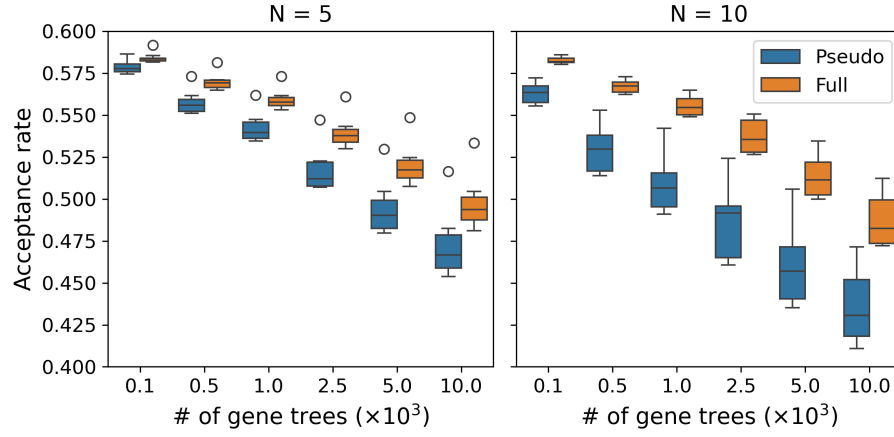 N = 5
N = 10
Acceptance rate
0.600
0.575
0.550
0.525
0.500
0.475
0.450
0.425
0.400
Pseudo
Full
0.1 0.5 1.0 2.5 5.0 10.0
0.1 0.5 1.0 2.5 5.0 10.0
# of gene trees (×10³)
# of gene trees (×10³)